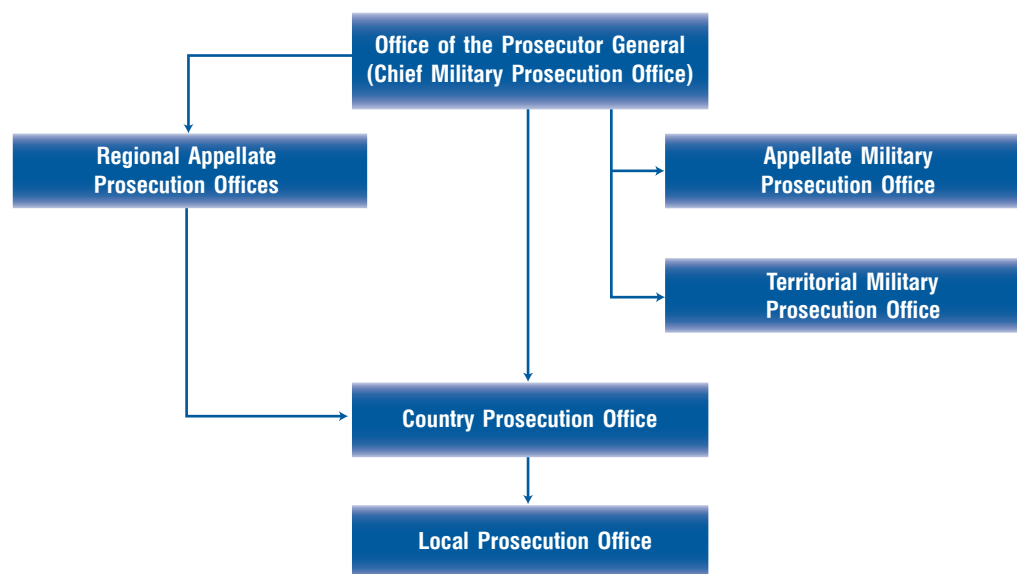 Office of the Prosecutor General
(Chief Military Prosecution Office)
Regional Appellate
Prosecution Offices
Appellate Military
Prosecution Office
Territorial Military
Prosecution Office
Country Prosecution Office
Local Prosecution Office